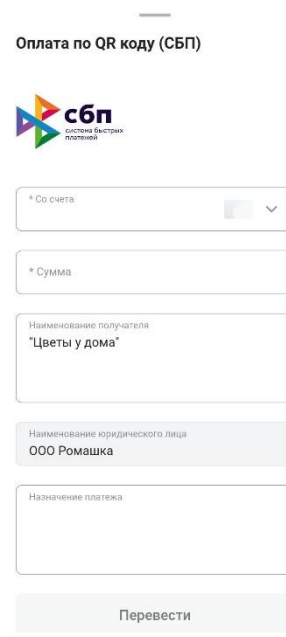 Оплата по QR коду (СБП)
сбп
система быстрых
платежей
* Со счета
* Сумма
Наименование получателя
"Цветы у дома"
Наименование юридического лица
ООО Ромашка
Назначение платежа
Перевести